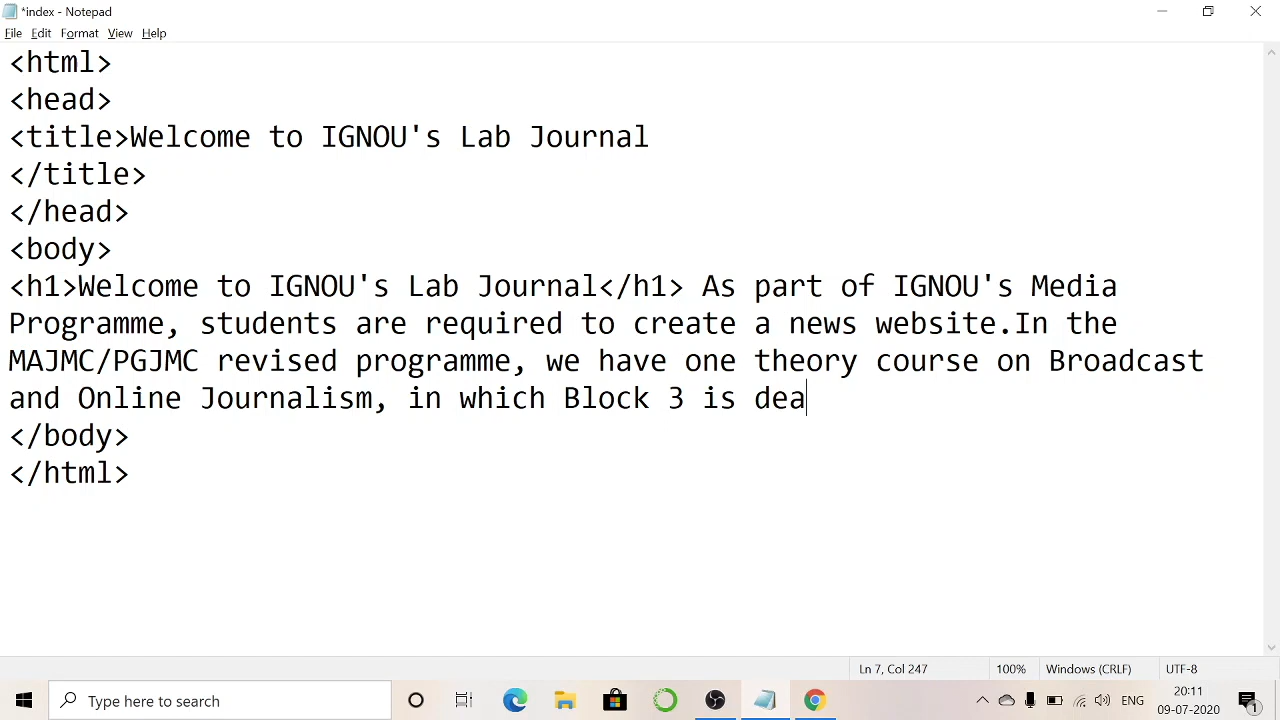 *index - Notepad
File Edit Format View Help
<html>
<head>
<title>Welcome to IGNOU's Lab Journal
</title>
</head>
<body>
<h1>Welcome to IGNOU's Lab Journal</h1> As part of IGNOU's Media
Programme, students are required to create a news website.In the
MAJMC/PGJMC revised programme, we have one theory course on Broadcast
and Online Journalism, in which Block 3 is dea
</body>
</html>
Ln 7, Col 247 100% Windows (CRLF) UTF-8
Type here to search
ENG
20:11
09-07-2020
1